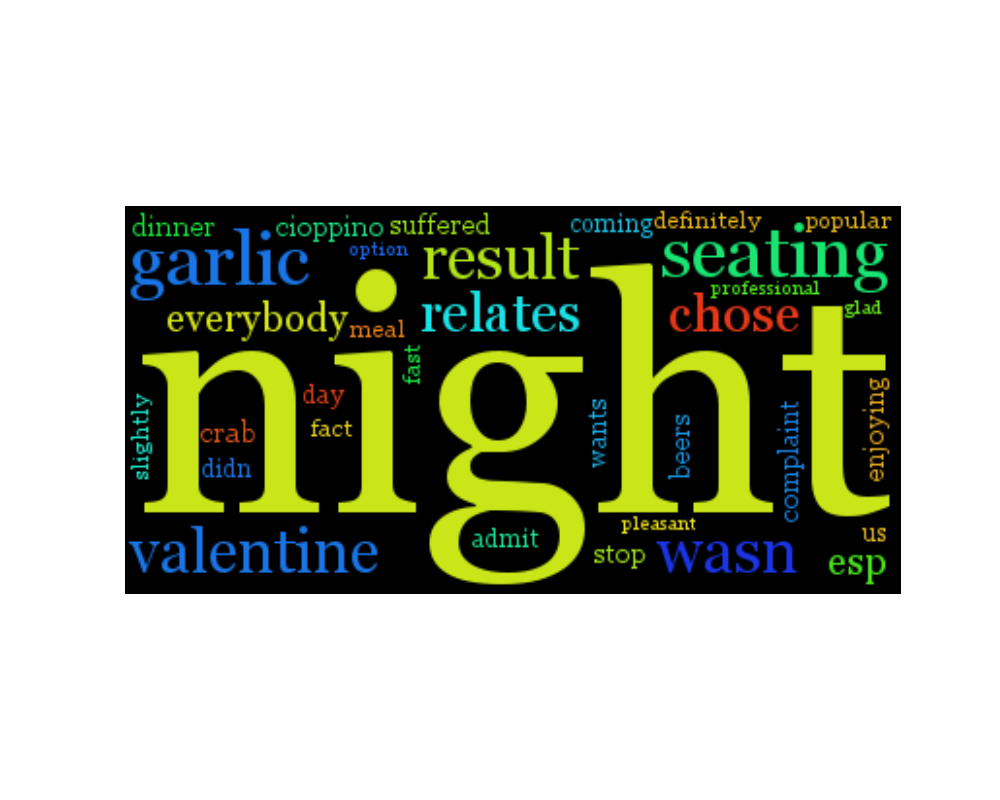 dinner
cioppino
suffered
coming
definitely
popular
garlic
option
result
seating
professional
everybody
meal
relates
chose
glad
night
fast
slightly
crab
day
fact
didn
wants
beers
complaint
enjoying
valentine
admit
pleasant
stop
wasn
us
esp